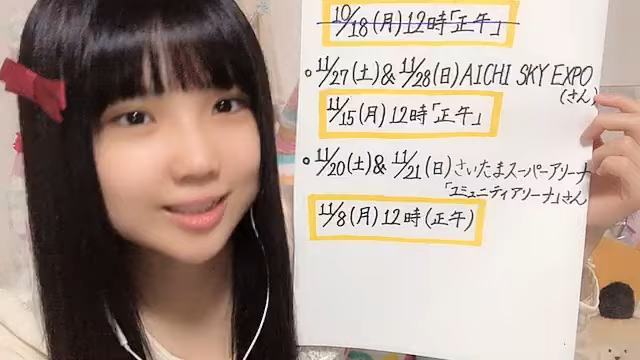 10/18(月)12時「正午」
○11/27(土)&11/28(日)AICHI SKY EXPO
(さん)
11/15(月)12時「正午」
○11/20(土)&11/21(日)さいたまスーパーアリーナ
「コミュニティアリーナ」さん
11/8(月)12時(正午)